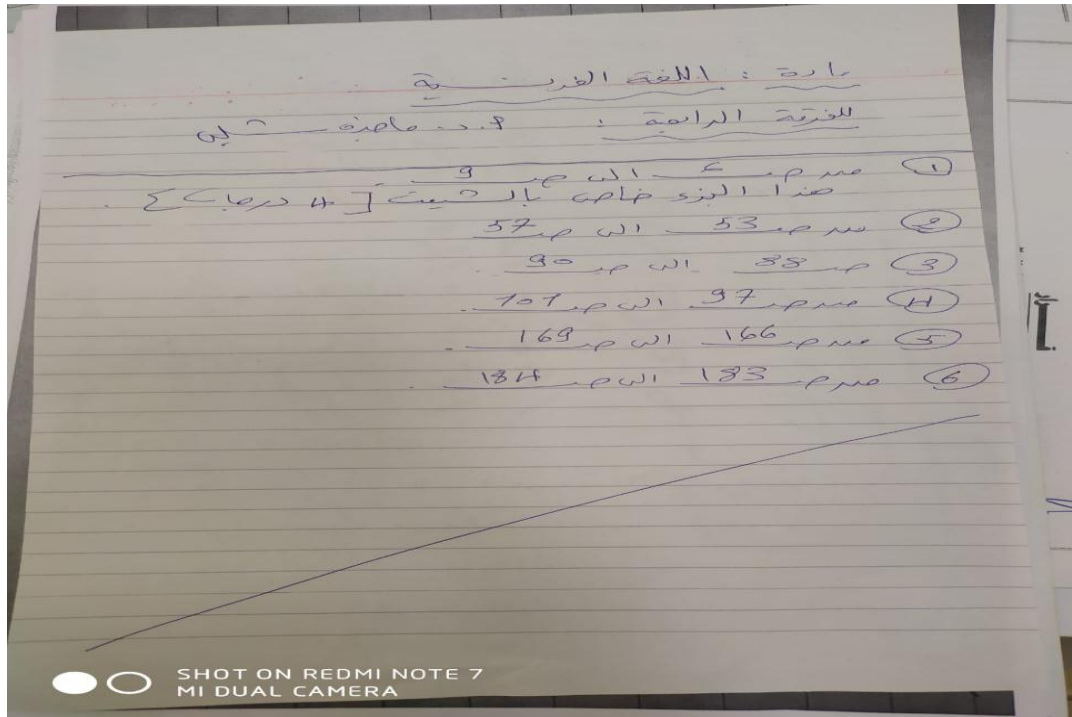 مادة : اللغة الفرنسية
للفرقة الرابعة : أ.د. ماجدة شلبى
① من ص ٤ الى ص 9
هذا الجزء خاص بالشيت [ 4 درجات ]
② من ص 53 الى ص 57
③ ص 88 الى ص 90
④ من ص 97 الى ص 101
⑤ من ص 166 الى ص 169
⑥ من ص 183 الى ص 184
SHOT ON REDMI NOTE 7
MI DUAL CAMERA